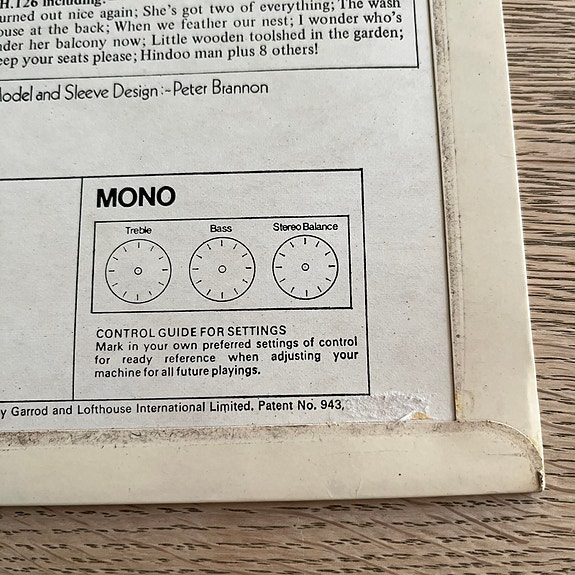 H.126 including:
urned out nice again; She's got two of everything; The wash
ouse at the back; When we feather our nest; I wonder who's
nder her balcony now; Little wooden toolshed in the garden;
eep your seats please; Hindoo man plus 8 others!
Model and Sleeve Design:-Peter Brannon
MONO
Treble Bass Stereo Balance
CONTROL GUIDE FOR SETTINGS
Mark in your own preferred settings of control
for ready reference when adjusting your
machine for all future playings.
y Garrod and Lofthouse International Limited. Patent No. 943,